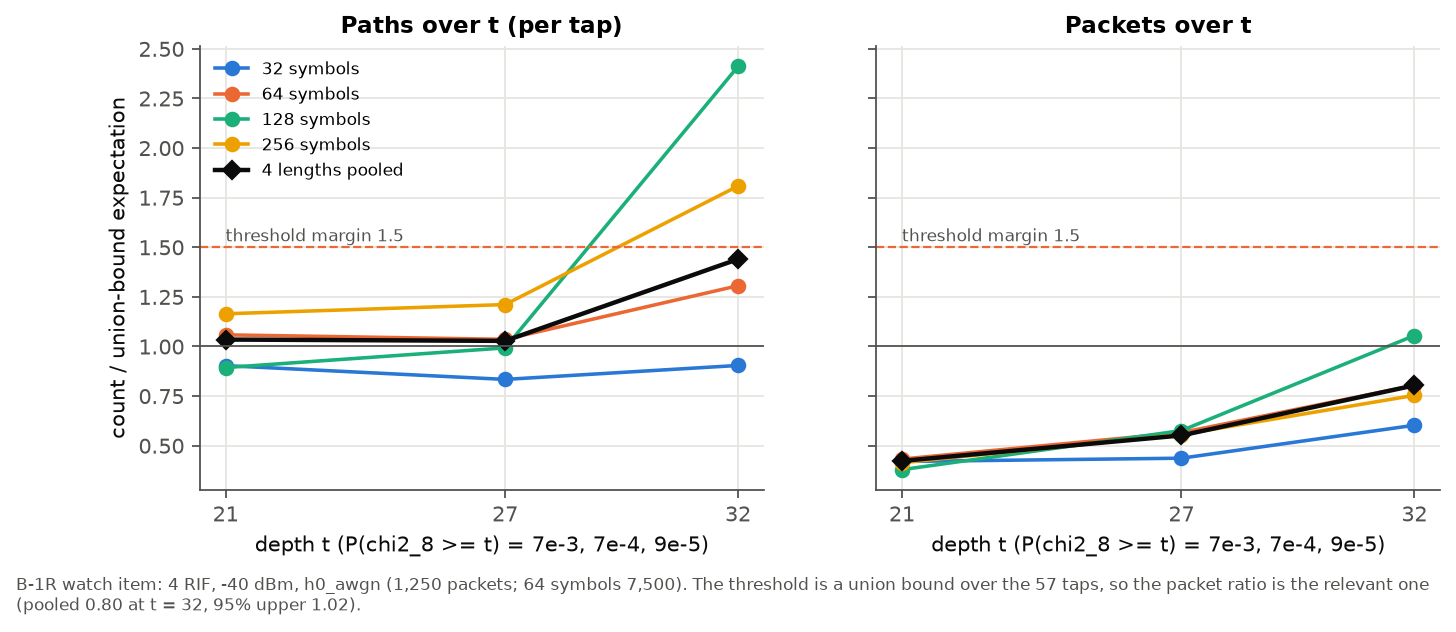 Paths over t (per tap)
Packets over t
count / union-bound expectation
2.50
2.25
2.00
1.75
1.50
1.25
1.00
0.75
0.50
32 symbols
64 symbols
128 symbols
256 symbols
4 lengths pooled
threshold margin 1.5
threshold margin 1.5
21
27
32
21
27
32
depth t (P(chi2_8 >= t) = 7e-3, 7e-4, 9e-5)
depth t (P(chi2_8 >= t) = 7e-3, 7e-4, 9e-5)
B-1R watch item: 4 RIF, -40 dBm, h0_awgn (1,250 packets; 64 symbols 7,500). The threshold is a union bound over the 57 taps, so the packet ratio is the relevant one
(pooled 0.80 at t = 32, 95% upper 1.02).